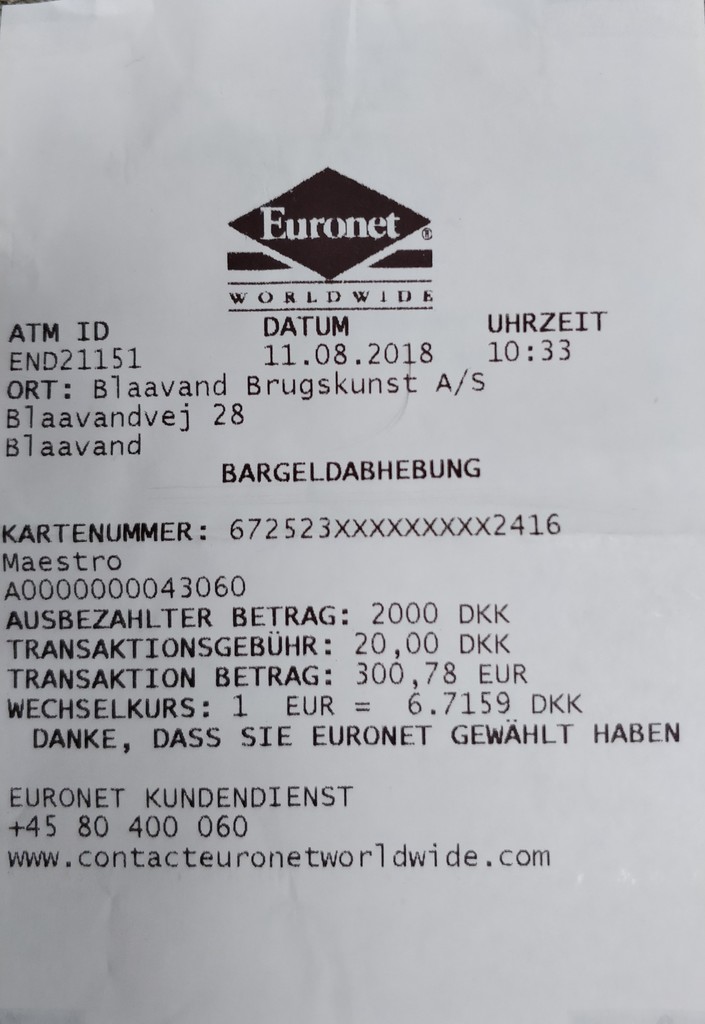 Euronet®
WORLDWIDE
ATM ID DATUM UHRZEIT
END21151 11.08.2018 10:33
ORT: Blaavand Brugskunst A/S
Blaavandvej 28
Blaavand
BARGELDABHEBUNG
KARTENUMMER: 672523XXXXXXXXX2416
Maestro
A0000000043060
AUSBEZAHLTER BETRAG: 2000 DKK
TRANSAKTIONSGEBÜHR: 20,00 DKK
TRANSAKTION BETRAG: 300,78 EUR
WECHSELKURS: 1 EUR = 6.7159 DKK
DANKE, DASS SIE EURONET GEWÄHLT HABEN
EURONET KUNDENDIENST
+45 80 400 060
www.contacteuronetworldwide.com